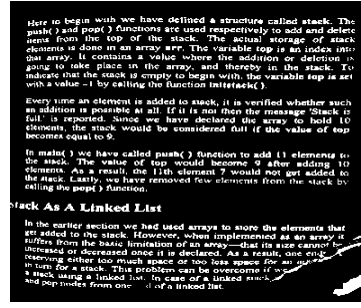 Here to begin with we have defined a structure called stack. The
push( ) and pop( ) functions are used respectively to add and delete
items from the top of the stack. The actual storage of stack
elements is done in an array arr. The variable top is an index into
that array. It contains a value where the addition or deletion is
going to take place in the array, and thereby in the stack. To
indicate that the stack is empty to begin with, the variable top is set
with a value –1 by calling the function initstack( ).
Every time an element is added to stack, it is verified whether such
an addition is possible at all. If it is not then the message 'Stack is
full.' is reported. Since we have declared the array to hold 10
elements, the stack would be considered full if the value of top
becomes equal to 9.
In main( ) we have called push( ) function to add 11 elements to
the stack. The value of top would become 9 after adding 10
elements. As a result, the 11th element 7 would not get added to
the stack. Lastly, we have removed few elements from the stack by
calling the pop( ) function.
tack As A Linked List
In the earlier section we had used arrays to store the elements that
get added to the stack. However, when implemented as an array it
suffers from the basic limitation of an array—that its size cannot be
increased or decreased once it is declared. As a result, one ends
reserving either too much space or too less space for an
in turn for a stack. This problem can be overcome if we
a stack using a linked list. In case of a linked
and pop nodes from one of a linked list.